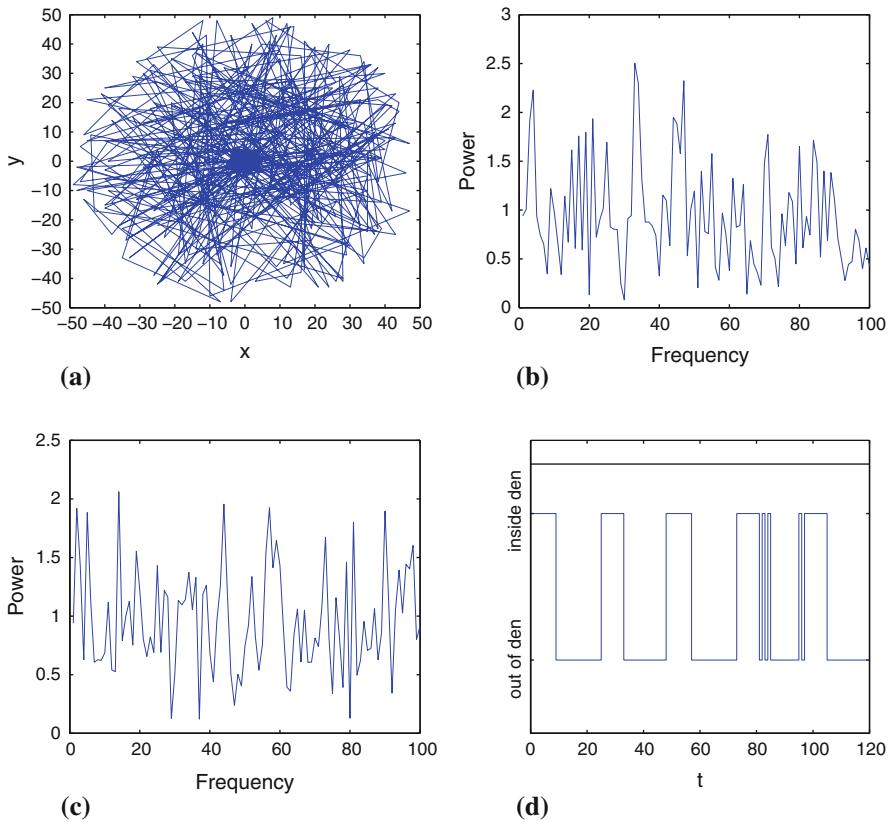 50
40
30
20
10
0
−10
−20
−30
−40
−50
y
−50 −40 −30 −20 −10 0 10 20 30 40 50
x
(a)
3
2.5
2
1.5
1
0.5
0
Power
0 20 40 60 80 100
Frequency
(b)
2.5
2
1.5
1
0.5
0
Power
0 20 40 60 80 100
Frequency
(c)
inside den
out of den
0 20 40 60 80 100 120
t
(d)